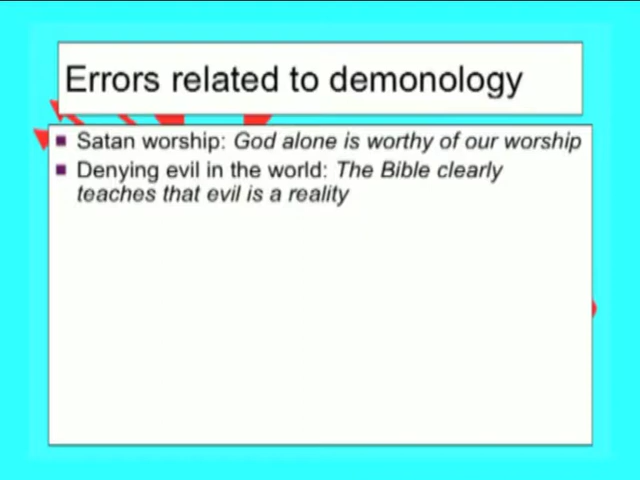 Errors related to demonology
Satan worship: God alone is worthy of our worship
Denying evil in the world: The Bible clearly
teaches that evil is a reality